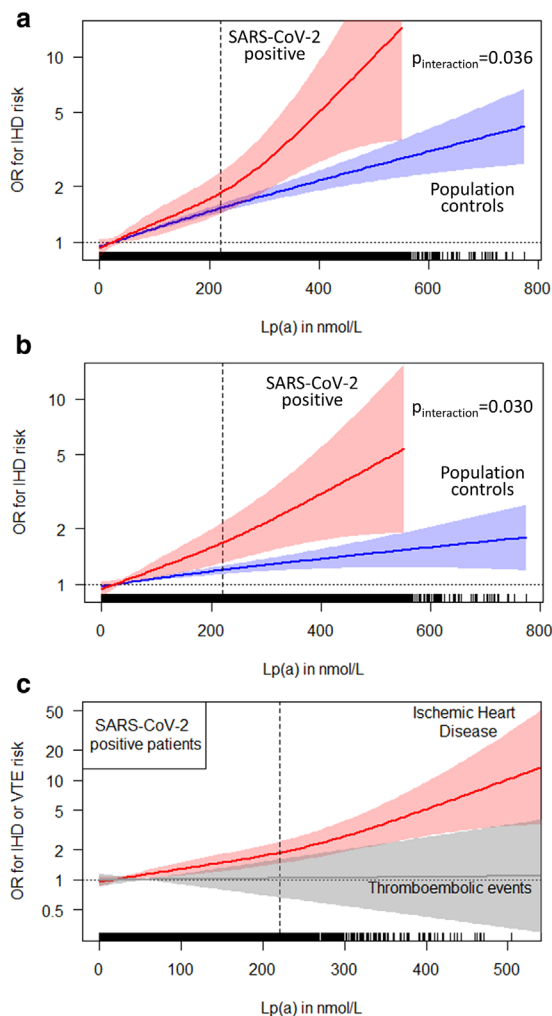 a
OR for IHD risk
10
5
2
1
SARS-CoV-2
positive
p interaction=0.036
Population
controls
0
200
400
600
800
Lp(a) in nmol/L
b
OR for IHD risk
10
5
2
1
SARS-CoV-2
positive
p interaction=0.030
Population
controls
0
200
400
600
800
Lp(a) in nmol/L
c
OR for IHD or VTE risk
50
20
10
5
2
1
0.5
SARS-CoV-2
positive patients
Ischemic Heart
Disease
Thromboembolic events
0
100
200
300
400
500
Lp(a) in nmol/L